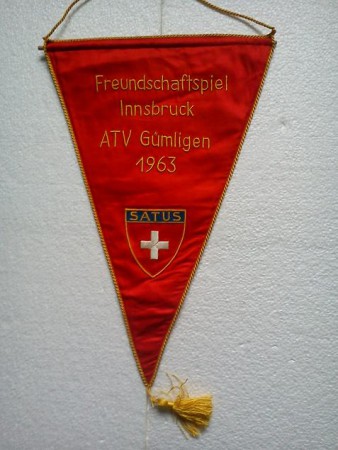 Freundschaftspiel
Innsbruck
ATV Gümligen
1963
SATUS